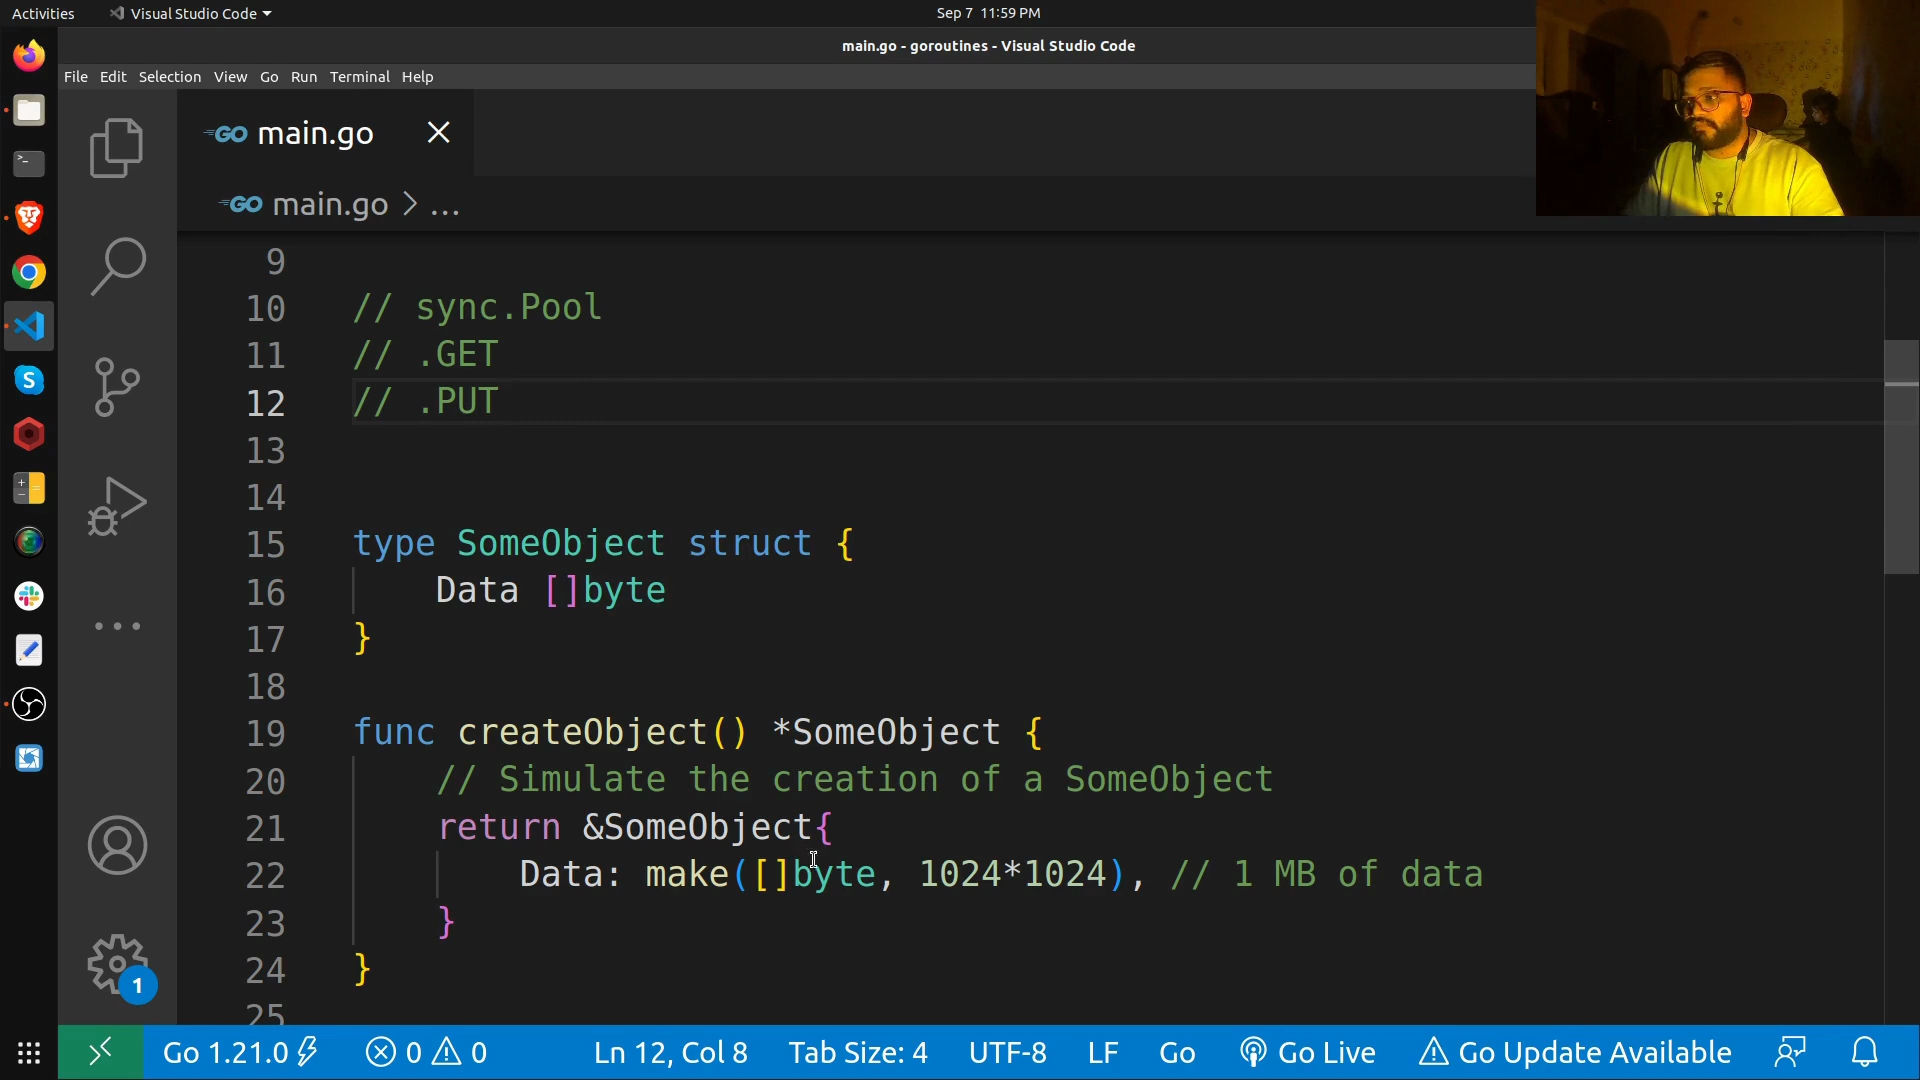 Activities
Visual Studio Code
Sep 7 11:59 PM
main.go - goroutines - Visual Studio Code
File Edit Selection View Go Run Terminal Help
GO main.go
GO main.go > ...
9
10 // sync.Pool
11 // .GET
12 // .PUT
13
14
15 type SomeObject struct {
16 Data []byte
17 }
18
19 func createObject() *SomeObject {
20 // Simulate the creation of a SomeObject
21 return &SomeObject{
22 Data: make([]byte, 1024*1024), // 1 MB of data
23 }
24 }
25
1
Go 1.21.0 0 0 Ln 12, Col 8 Tab Size: 4 UTF-8 LF Go Go Live Go Update Available